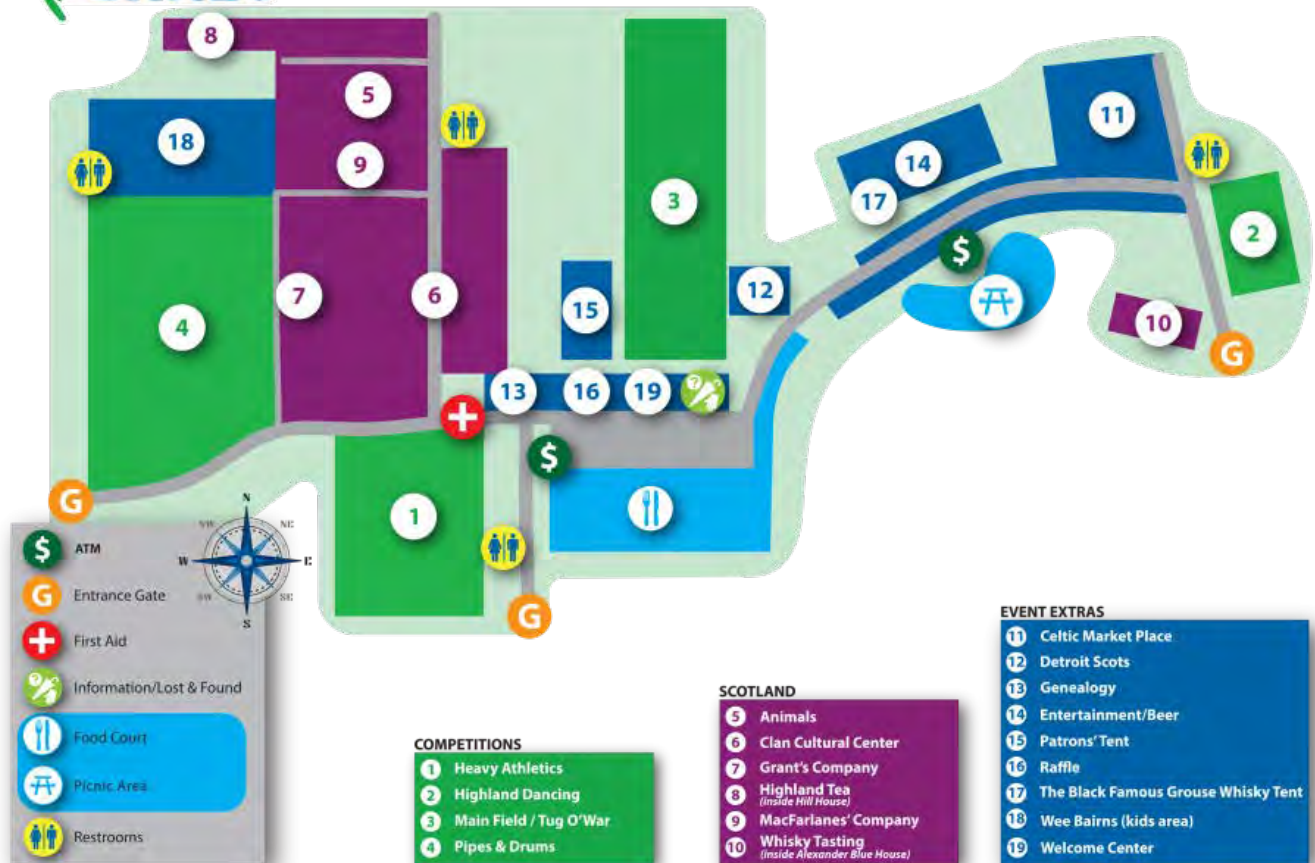 8
5
18
9
11
14
17
3
2
7
6
15
12
$
4
10
G
13
16
19
?
$
G
1
G
N
NW
NE
W
E
SW
SE
S
$ ATM
G Entrance Gate
First Aid
? Information/Lost & Found
Food Court
Picnic Area
Restrooms
COMPETITIONS
1 Heavy Athletics
2 Highland Dancing
3 Main Field / Tug O'War
4 Pipes & Drums
SCOTLAND
5 Animals
6 Clan Cultural Center
7 Grant's Company
8 Highland Tea
(inside Hill House)
9 MacFarlanes' Company
10 Whisky Tasting
(inside Alexander Blue House)
EVENT EXTRAS
11 Celtic Market Place
12 Detroit Scots
13 Genealogy
14 Entertainment/Beer
15 Patrons' Tent
16 Raffle
17 The Black Famous Grouse Whisky Tent
18 Wee Bairns (kids area)
19 Welcome Center